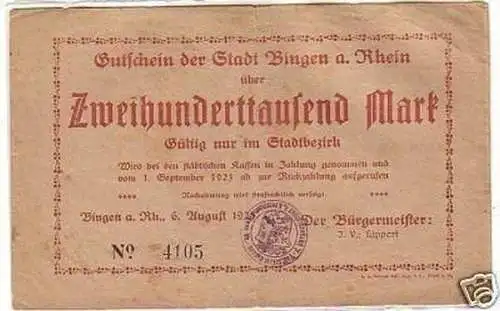 Gutschein der Stadt Bingen a. Rhein
über
Zweihunderttausend Mark
Gültig nur im Stadtbezirk
Wird bei den städtischen Kassen in Zahlung genommen und
vom 1. September 1923 ab zur Rückzahlung aufgerufen
Nachahmung wird strafrechtlich verfolgt
Bingen a. Rh., 6. August 1923
Der Bürgermeister:
J. V.: Lippert
No 4105